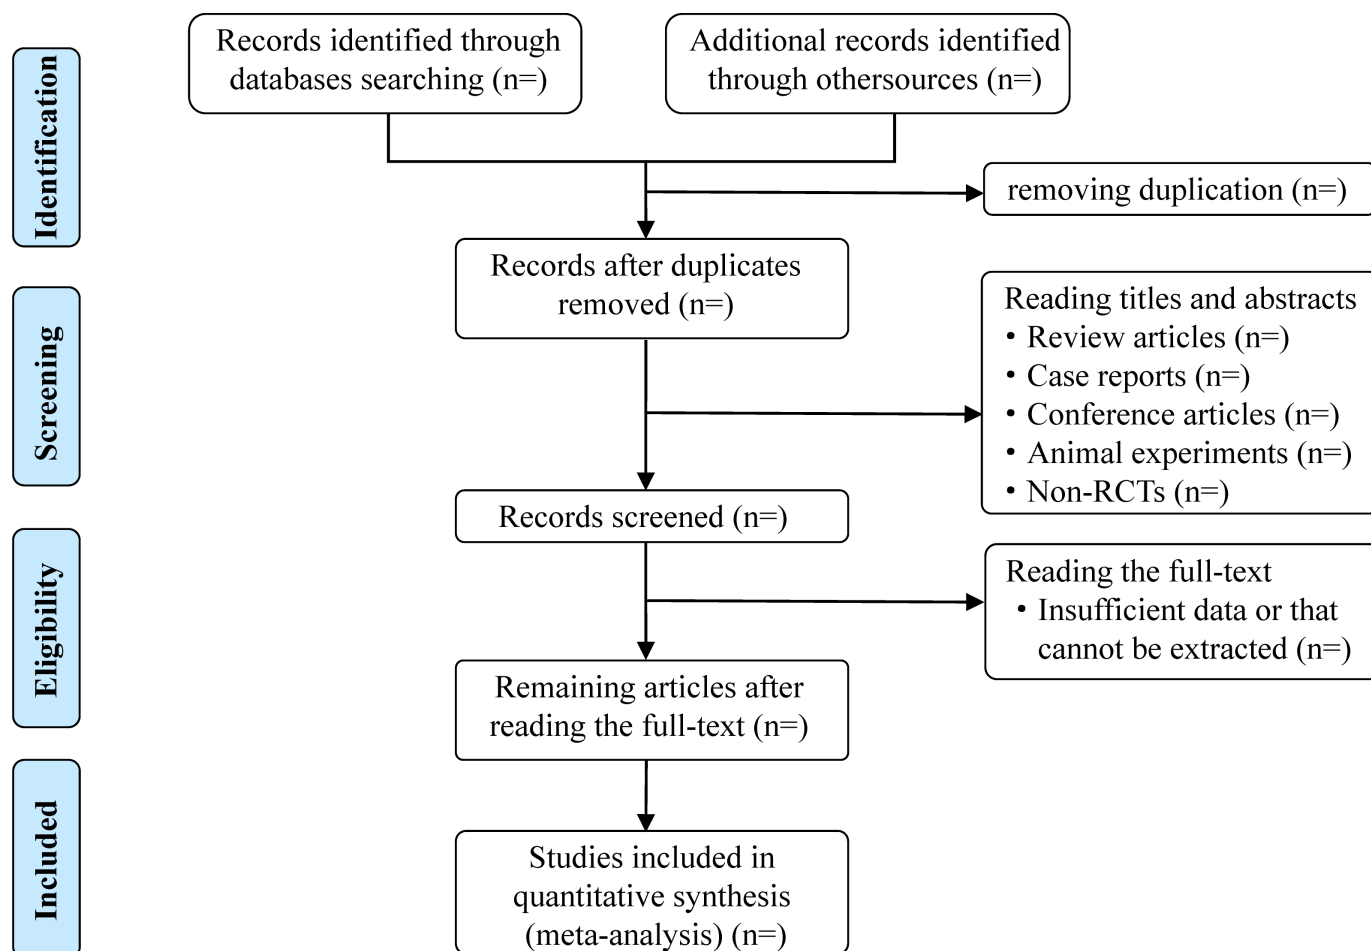 Records identified through
databases searching (n=)
Additional records identified
through othersources (n=)
Identification
removing duplication (n=)
Records after duplicates
removed (n=)
Screening
Reading titles and abstracts
• Review articles (n=)
• Case reports (n=)
• Conference articles (n=)
• Animal experiments (n=)
• Non-RCTs (n=)
Records screened (n=)
Eligibility
Reading the full-text
• Insufficient data or that
cannot be extracted (n=)
Remaining articles after
reading the full-text (n=)
Included
Studies included in
quantitative synthesis
(meta-analysis) (n=)